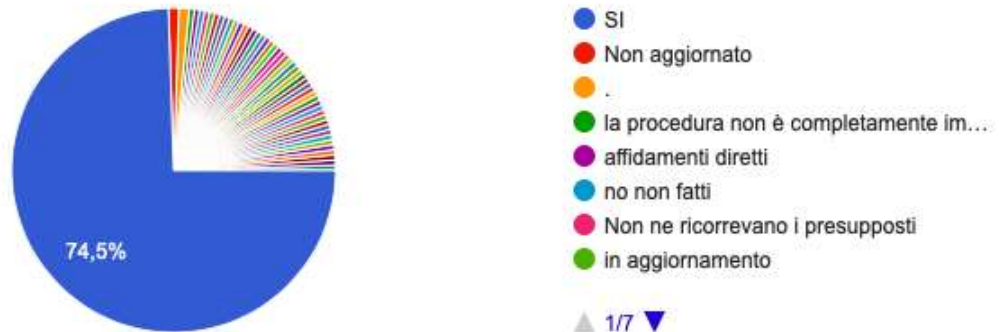 74,5%
SI
Non aggiornato
.
la procedura non è completamente im...
affidamenti diretti
no non fatti
Non ne ricorrevano i presupposti
in aggiornamento
1/7